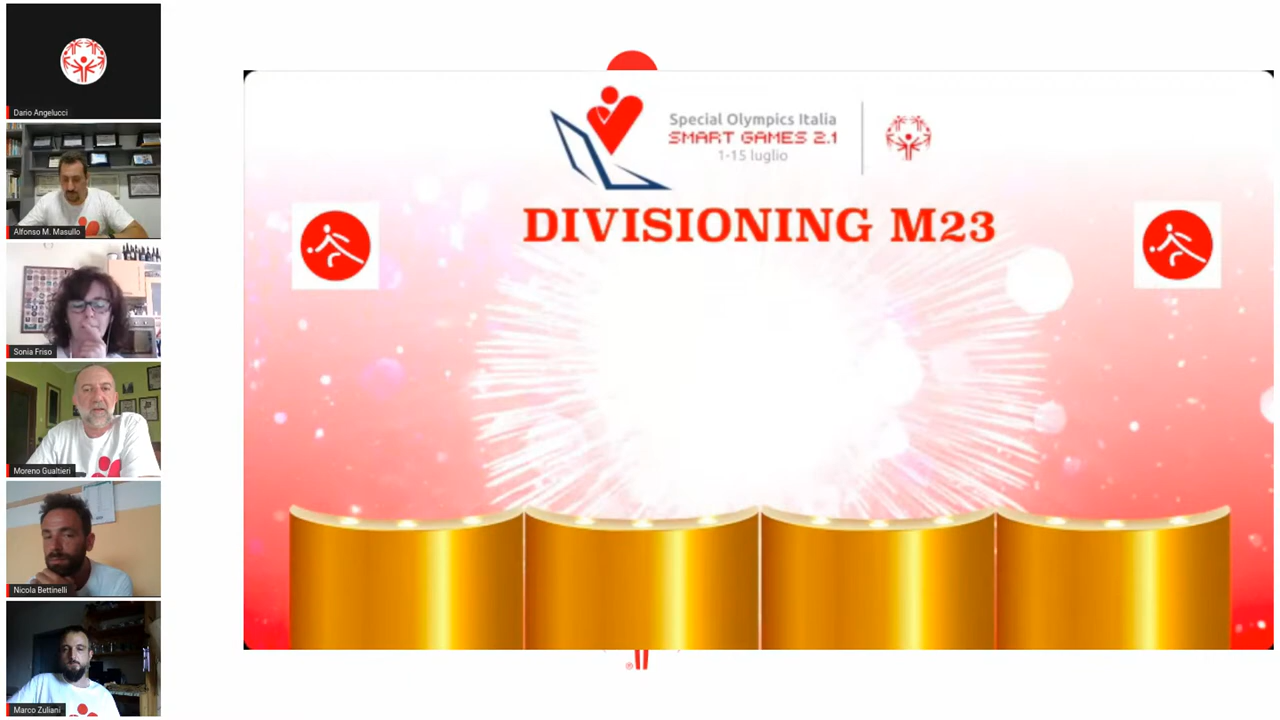 Dario Angelucci
Alfonso M. Masullo
Sonia Friso
Moreno Gualtieri
Nicola Bettinelli
Marco Zuliani
Special Olympics Italia
SMART GAMES 2.1
1-15 luglio
DIVISIONING M23
®